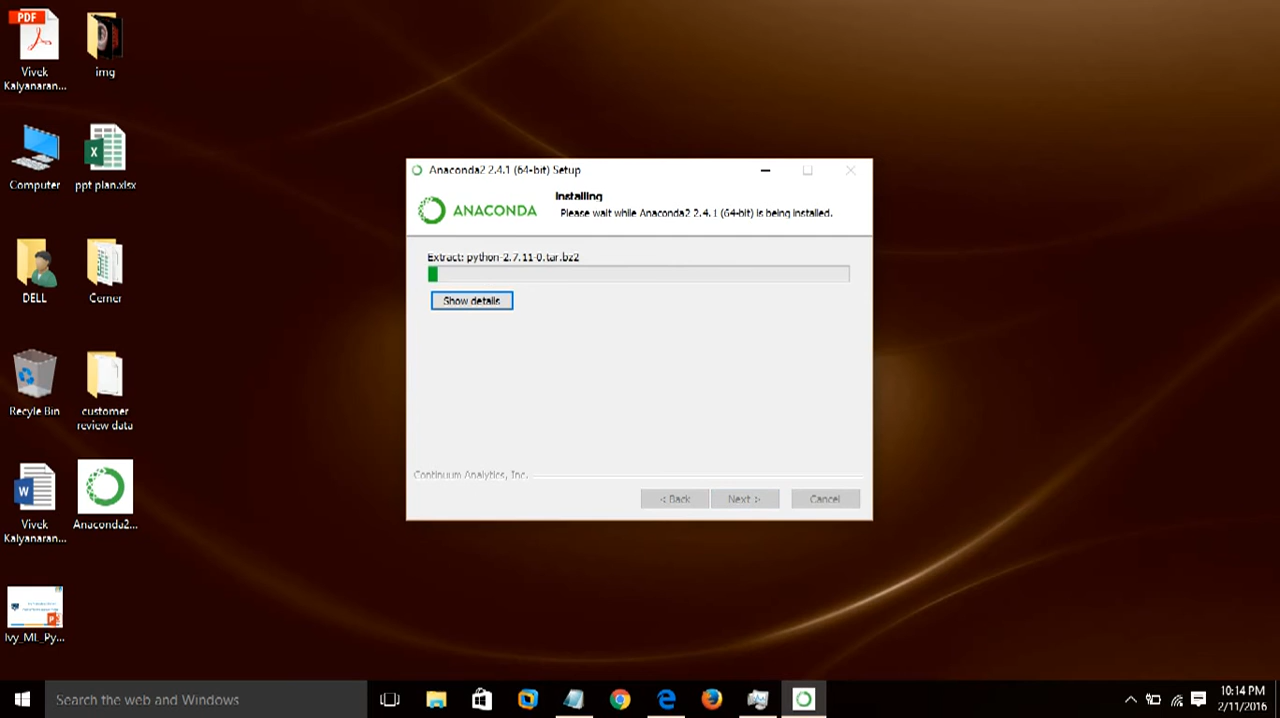 PDF
Vivek
Kalyanaran...
img
Computer
X
ppt plan.xlsx
DELL
Cerner
Recyle Bin
customer
review data
W
Vivek
Kalyanaran...
Anaconda2...
P
Ivy_ML_Py...
Anaconda2 2.4.1 (64-bit) Setup
ANACONDA
Installing
Please wait while Anaconda2 2.4.1 (64-bit) is being installed.
Extract: python-2.7.11-0.tar.bz2
Show details
Continuum Analytics, Inc.
< Back
Next >
Cancel
Search the web and Windows
10:14 PM
2/11/2016